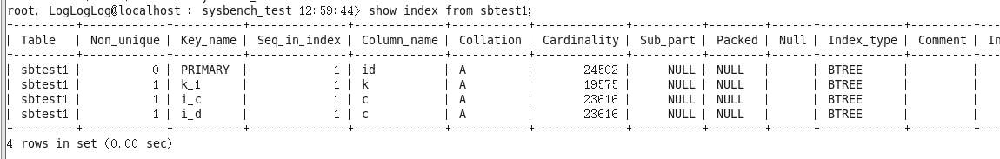 root. LogLogLog@localhost : sysbench_test 12:59:44> show index from sbtest1;
+---------+------------+----------+--------------+-------------+-----------+-------------+----------+--------+------+------------+---------+---
| Table | Non_unique | Key_name | Seq_in_index | Column_name | Collation | Cardinality | Sub_part | Packed | Null | Index_type | Comment | In
+---------+------------+----------+--------------+-------------+-----------+-------------+----------+--------+------+------------+---------+---
| sbtest1 | 0 | PRIMARY | 1 | id | A | 24502 | NULL | NULL | | BTREE | |
| sbtest1 | 1 | k_1 | 1 | k | A | 19575 | NULL | NULL | | BTREE | |
| sbtest1 | 1 | i_c | 1 | c | A | 23616 | NULL | NULL | | BTREE | |
| sbtest1 | 1 | i_d | 1 | c | A | 23616 | NULL | NULL | | BTREE | |
+---------+------------+----------+--------------+-------------+-----------+-------------+----------+--------+------+------------+---------+---
4 rows in set (0.00 sec)